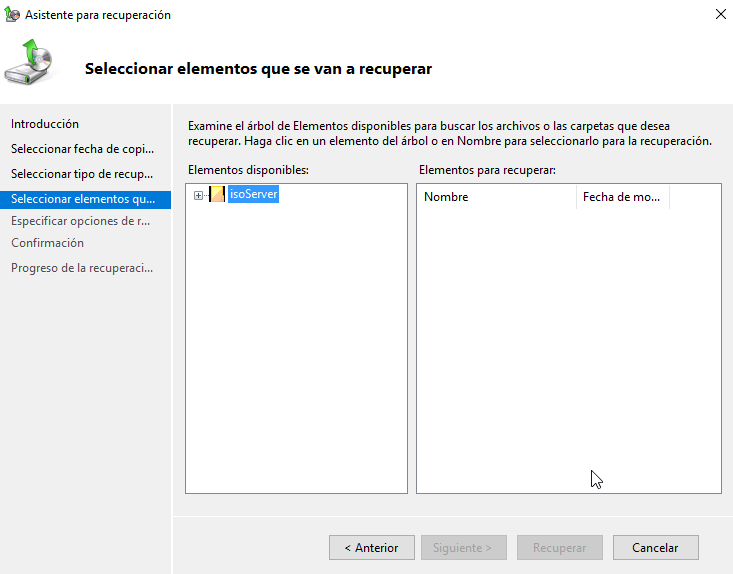 Asistente para recuperación
Seleccionar elementos que se van a recuperar
Introducción
Seleccionar fecha de copi...
Seleccionar tipo de recup...
Seleccionar elementos qu...
Especificar opciones de r...
Confirmación
Progreso de la recuperaci...
Examine el árbol de Elementos disponibles para buscar los archivos o las carpetas que desea
recuperar. Haga clic en un elemento del árbol o en Nombre para seleccionarlo para la recuperación.
Elementos disponibles:
isoServer
Elementos para recuperar:
Nombre
Fecha de mo...
< Anterior
Siguiente >
Recuperar
Cancelar